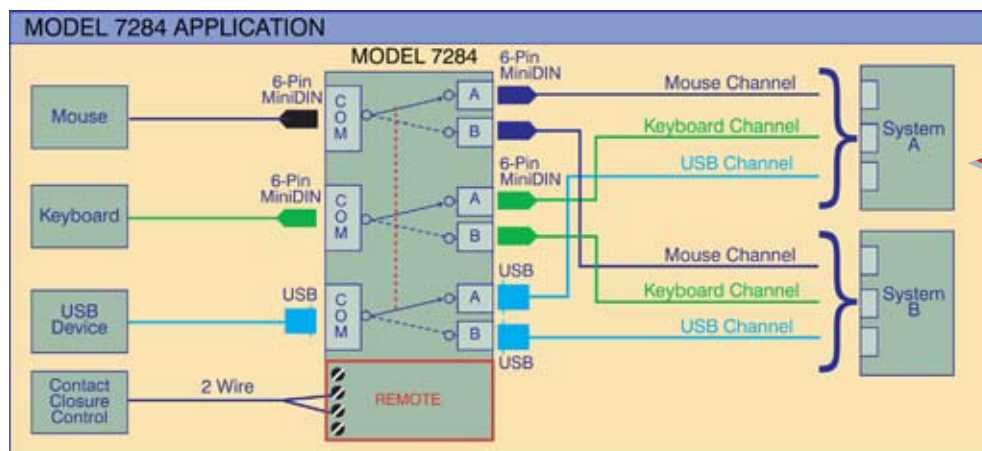 MODEL 7284 APPLICATION
MODEL 7284
6-Pin
MiniDIN
Mouse
COM
A
B
6-Pin
MiniDIN
Mouse Channel
Keyboard Channel
USB Channel
System
A
6-Pin
MiniDIN
Keyboard
COM
A
B
6-Pin
MiniDIN
Mouse Channel
Keyboard Channel
USB Channel
System
B
USB
USB
Device
COM
A
B
USB
USB
Contact
Closure
Control
2 Wire
REMOTE